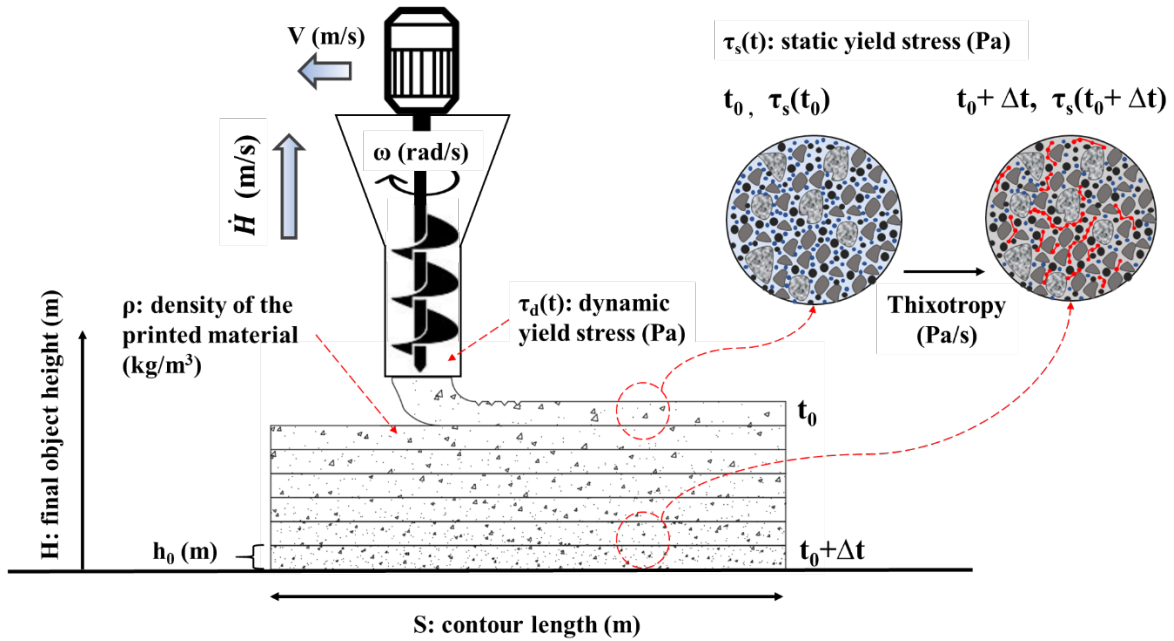 V (m/s)
τs(t): static yield stress (Pa)
t0 , τs(t0)
t0+ Δt, τs(t0+ Δt)
ω (rad/s)
Ḣ (m/s)
ρ: density of the
printed material
(kg/m³)
τd(t): dynamic
yield stress (Pa)
Thixotropy
(Pa/s)
H: final object height (m)
t0
h0 (m)
t0+Δt
S: contour length (m)